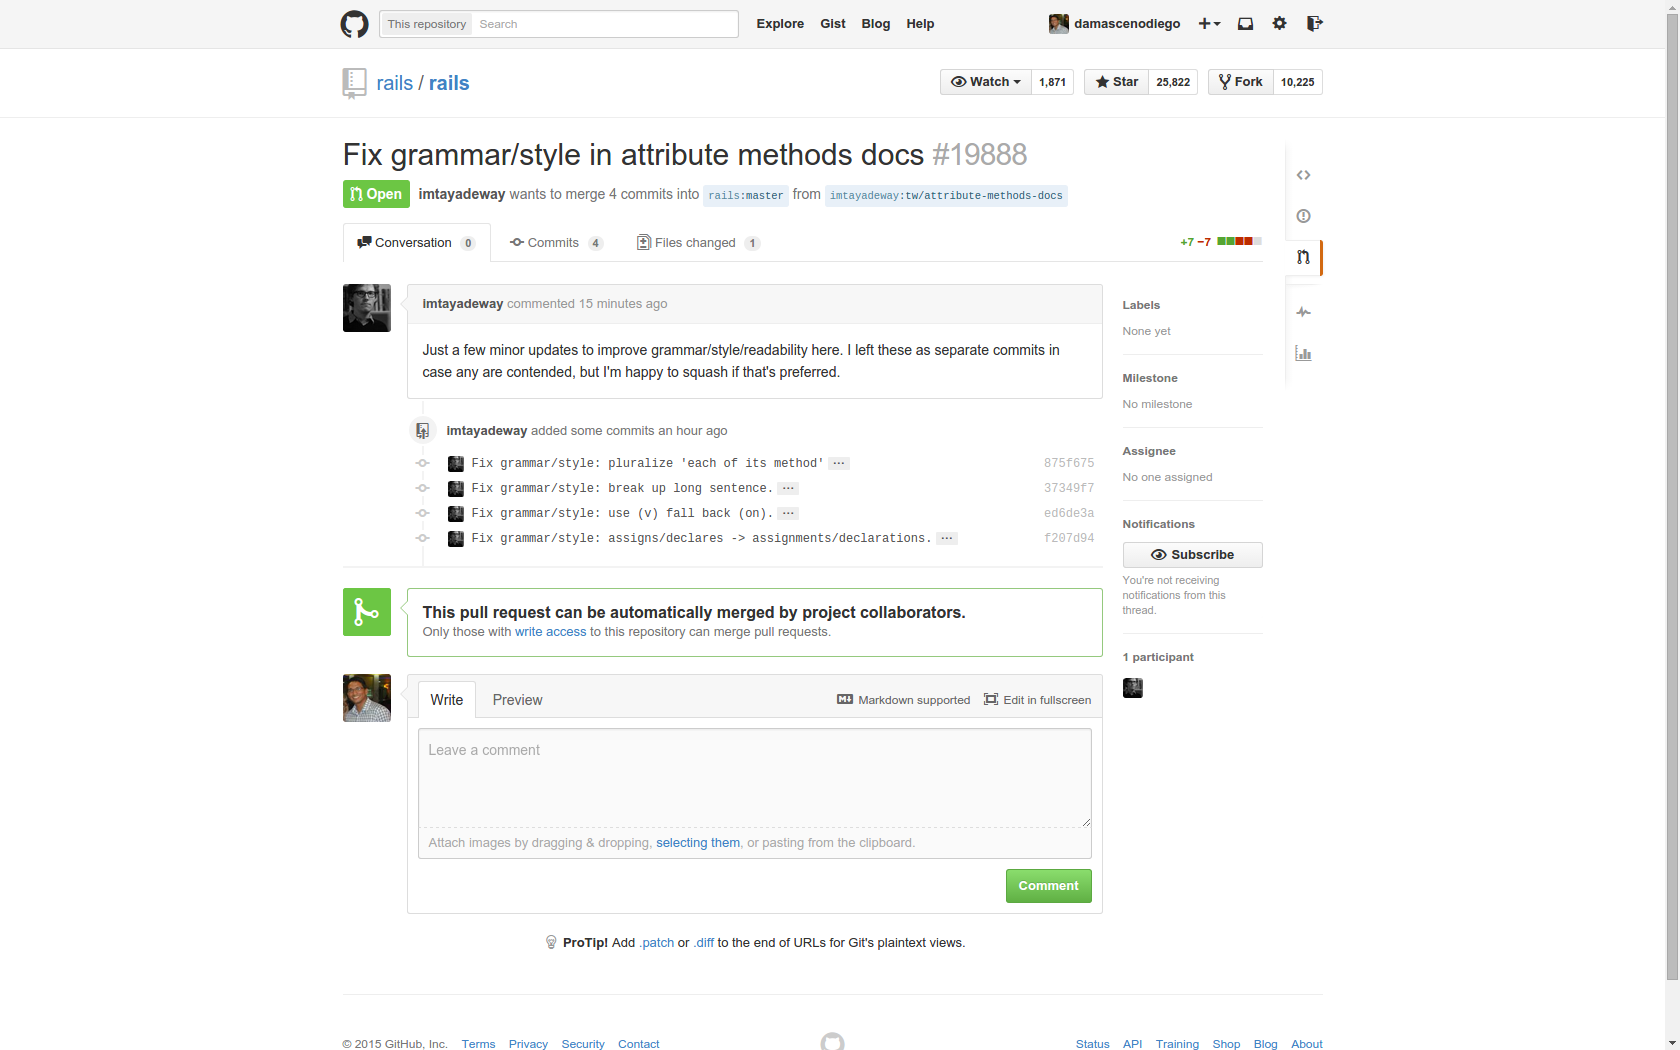 This repository Search Explore Gist Blog Help damascenodiego
rails / rails Watch 1,871 Star 25,822 Fork 10,225
Fix grammar/style in attribute methods docs #19888
Open imtayadeway wants to merge 4 commits into rails:master from imtayadeway:tw/attribute-methods-docs
Conversation 0 Commits 4 Files changed 1 +7 −7
imtayadeway commented 15 minutes ago
Just a few minor updates to improve grammar/style/readability here. I left these as separate commits in
case any are contended, but I'm happy to squash if that's preferred.
imtayadeway added some commits an hour ago
Fix grammar/style: pluralize 'each of its method' ... 875f675
Fix grammar/style: break up long sentence. ... 37349f7
Fix grammar/style: use (v) fall back (on). ... ed6de3a
Fix grammar/style: assigns/declares -> assignments/declarations. ... f207d94
Labels
None yet
Milestone
No milestone
Assignee
No one assigned
Notifications
Subscribe
You're not receiving
notifications from this
thread.
1 participant
This pull request can be automatically merged by project collaborators.
Only those with write access to this repository can merge pull requests.
Write Preview Markdown supported Edit in fullscreen
Leave a comment
Attach images by dragging & dropping, selecting them, or pasting from the clipboard.
Comment
ProTip! Add .patch or .diff to the end of URLs for Git's plaintext views.
© 2015 GitHub, Inc. Terms Privacy Security Contact Status API Training Shop Blog About